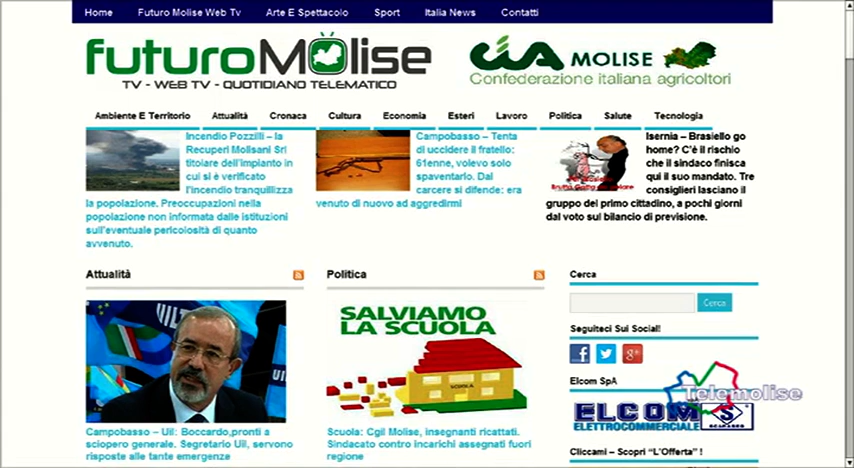 Home Futuro Molise Web Tv Arte E Spettacolo Sport Italia News Contatti
futuroMolise
TV - WEB TV - QUOTIDIANO TELEMATICO
CIA MOLISE
Confederazione italiana agricoltori
Ambiente E Territorio Attualità Cronaca Cultura Economia Esteri Lavoro Politica Salute Tecnologia
Incendio Pozzilli – la
Recuperi Molisani Srl
titolare dell'impianto in
cui si è verificato
l'incendio tranquillizza
la popolazione. Preoccupazioni nella
popolazione non informata dalle istituzioni
sull'eventuale pericolosità di quanto
avvenuto.
Campobasso – Tenta
di uccidere il fratello:
61enne, volevo solo
spaventarlo. Dal
carcere si difende: era
venuto di nuovo ad aggredirmi
Isernia – Brasiello go
home? C'è il rischio
che il sindaco finisca
qui il suo mandato. Tre
consiglieri lasciano il
gruppo del primo cittadino, a pochi giorni
dal voto sul bilancio di previsione.
Attualità
UIL
Campobasso – Uil: Boccardo,pronti a
sciopero generale. Segretario Uil, servono
risposte alle tante emergenze
Politica
SALVIAMO
LA SCUOLA
SCUOLA
Scuola: Cgil Molise, insegnanti ricattati.
Sindacato contro incarichi assegnati fuori
regione
Cerca
Cerca
Seguiteci Sui Social!
Elcom SpA
Telemolise
ELCOM
ELETTROCOMMERCIALE
Cliccami – Scopri "L'Offerta" !